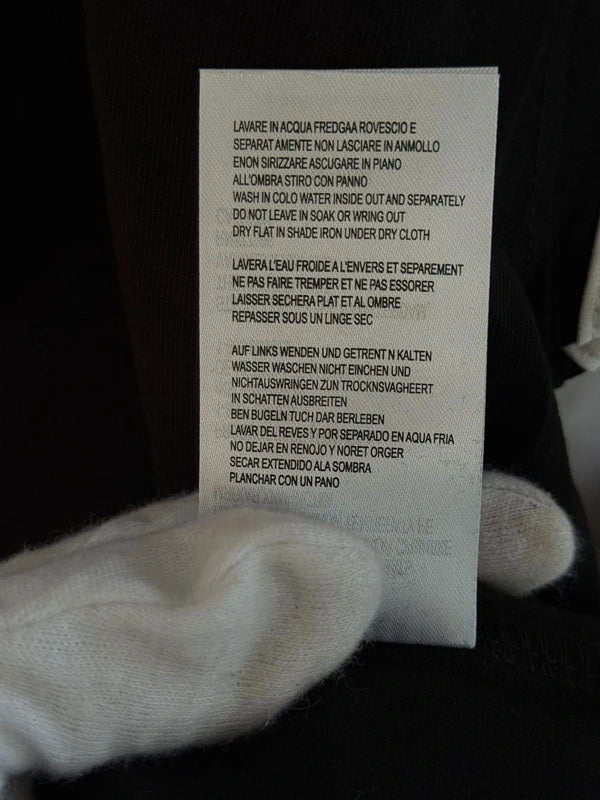 LAVARE IN ACQUA FREDGAA ROVESCIO E
SEPARAT AMENTE NON LASCIARE IN ANMOLLO
ENON SIRIZZARE ASCUGARE IN PIANO
ALL'OMBRA STIRO CON PANNO
WASH IN COLO WATER INSIDE OUT AND SEPARATELY
DO NOT LEAVE IN SOAK OR WRING OUT
DRY FLAT IN SHADE IRON UNDER DRY CLOTH
LAVERA L'EAU FROIDE A L'ENVERS ET SEPAREMENT
NE PAS FAIRE TREMPER ET NE PAS ESSORER
LAISSER SECHERA PLAT ET AL OMBRE
REPASSER SOUS UN LINGE SEC
AUF LINKS WENDEN UND GETRENT N KALTEN
WASSER WASCHEN NICHT EINCHEN UND
NICHTAUSWRINGEN ZUN TROCKNSVAGHEERT
IN SCHATTEN AUSBREITEN
BEN BUGELN TUCH DAR BERLEBEN
LAVAR DEL REVES Y POR SEPARADO EN AQUA FRIA
NO DEJAR EN RENOJO Y NORET ORGER
SECAR EXTENDIDO ALA SOMBRA
PLANCHAR CON UN PANO